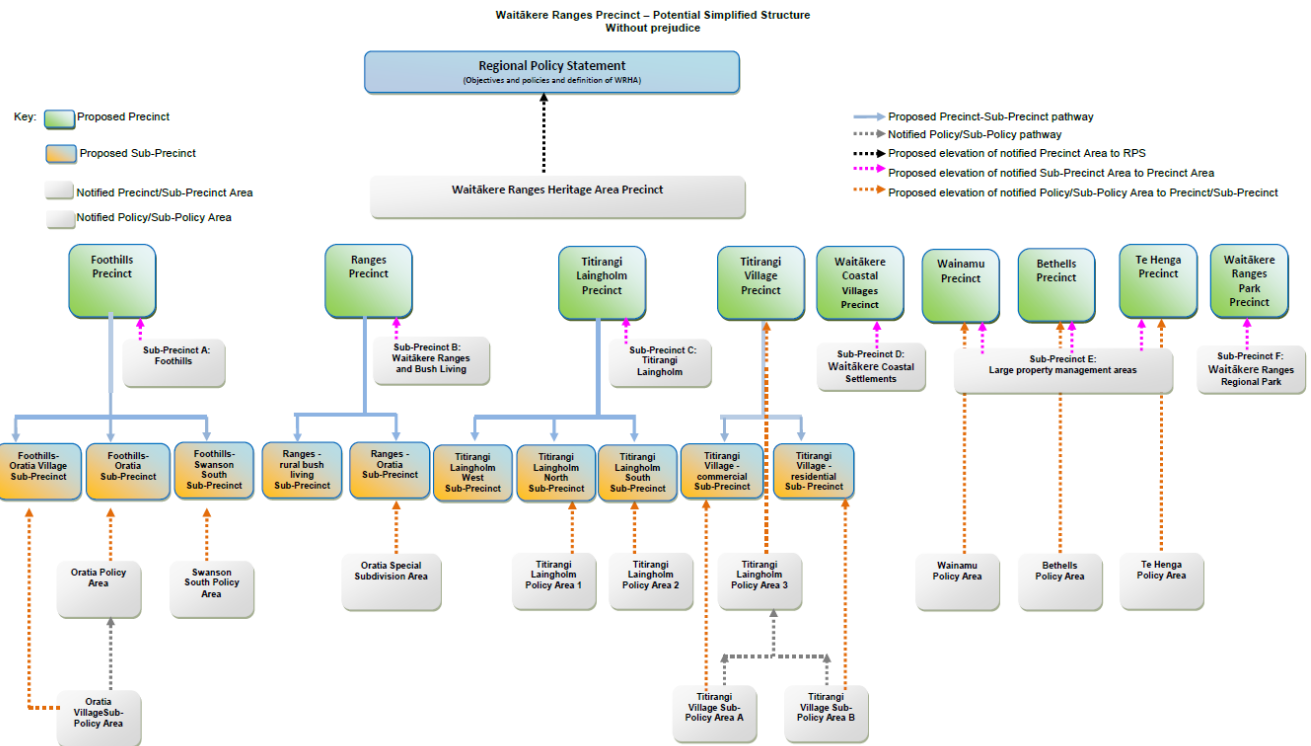 Waitākere Ranges Precinct – Potential Simplified Structure
Without prejudice
Regional Policy Statement
(Objectives and policies and definition of WRHA)
Key:
Proposed Precinct
Proposed Sub-Precinct
Notified Precinct/Sub-Precinct Area
Notified Policy/Sub-Policy Area
Proposed Precinct-Sub-Precinct pathway
Notified Policy/Sub-Policy pathway
Proposed elevation of notified Precinct Area to RPS
Proposed elevation of notified Sub-Precinct Area to Precinct Area
Proposed elevation of notified Policy/Sub-Policy Area to Precinct/Sub-Precinct
Waitākere Ranges Heritage Area Precinct
Foothills
Precinct
Ranges
Precinct
Titirangi
Laingholm
Precinct
Titirangi
Village
Precinct
Waitākere
Coastal
Villages
Precinct
Wainamu
Precinct
Bethells
Precinct
Te Henga
Precinct
Waitākere
Ranges
Park
Precinct
Sub-Precinct A:
Foothills
Sub-Precinct B:
Waitākere Ranges
and Bush Living
Sub-Precinct C:
Titirangi
Laingholm
Sub-Precinct D:
Waitākere Coastal
Settlements
Sub-Precinct E:
Large property management areas
Sub-Precinct F:
Waitākere Ranges
Regional Park
Foothills-
Oratia Village
Sub-Precinct
Foothills-
Oratia
Sub-Precinct
Foothills-
Swanson
South
Sub-Precinct
Ranges -
rural bush
living
Sub-Precinct
Ranges -
Oratia
Sub-Precinct
Titirangi
Laingholm
West
Sub-Precinct
Titirangi
Laingholm
North
Sub-Precinct
Titirangi
Laingholm
South
Sub-Precinct
Titirangi
Village -
commercial
Sub-Precinct
Titirangi
Village -
residential
Sub- Precinct
Oratia Policy
Area
Swanson
South Policy
Area
Oratia Special
Subdivision Area
Titirangi
Laingholm
Policy Area 1
Titirangi
Laingholm
Policy Area 2
Titirangi
Laingholm
Policy Area 3
Wainamu
Policy Area
Bethells
Policy Area
Te Henga
Policy Area
Oratia
VillageSub-
Policy Area
Titirangi
Village Sub-
Policy Area A
Titirangi
Village Sub-
Policy Area B